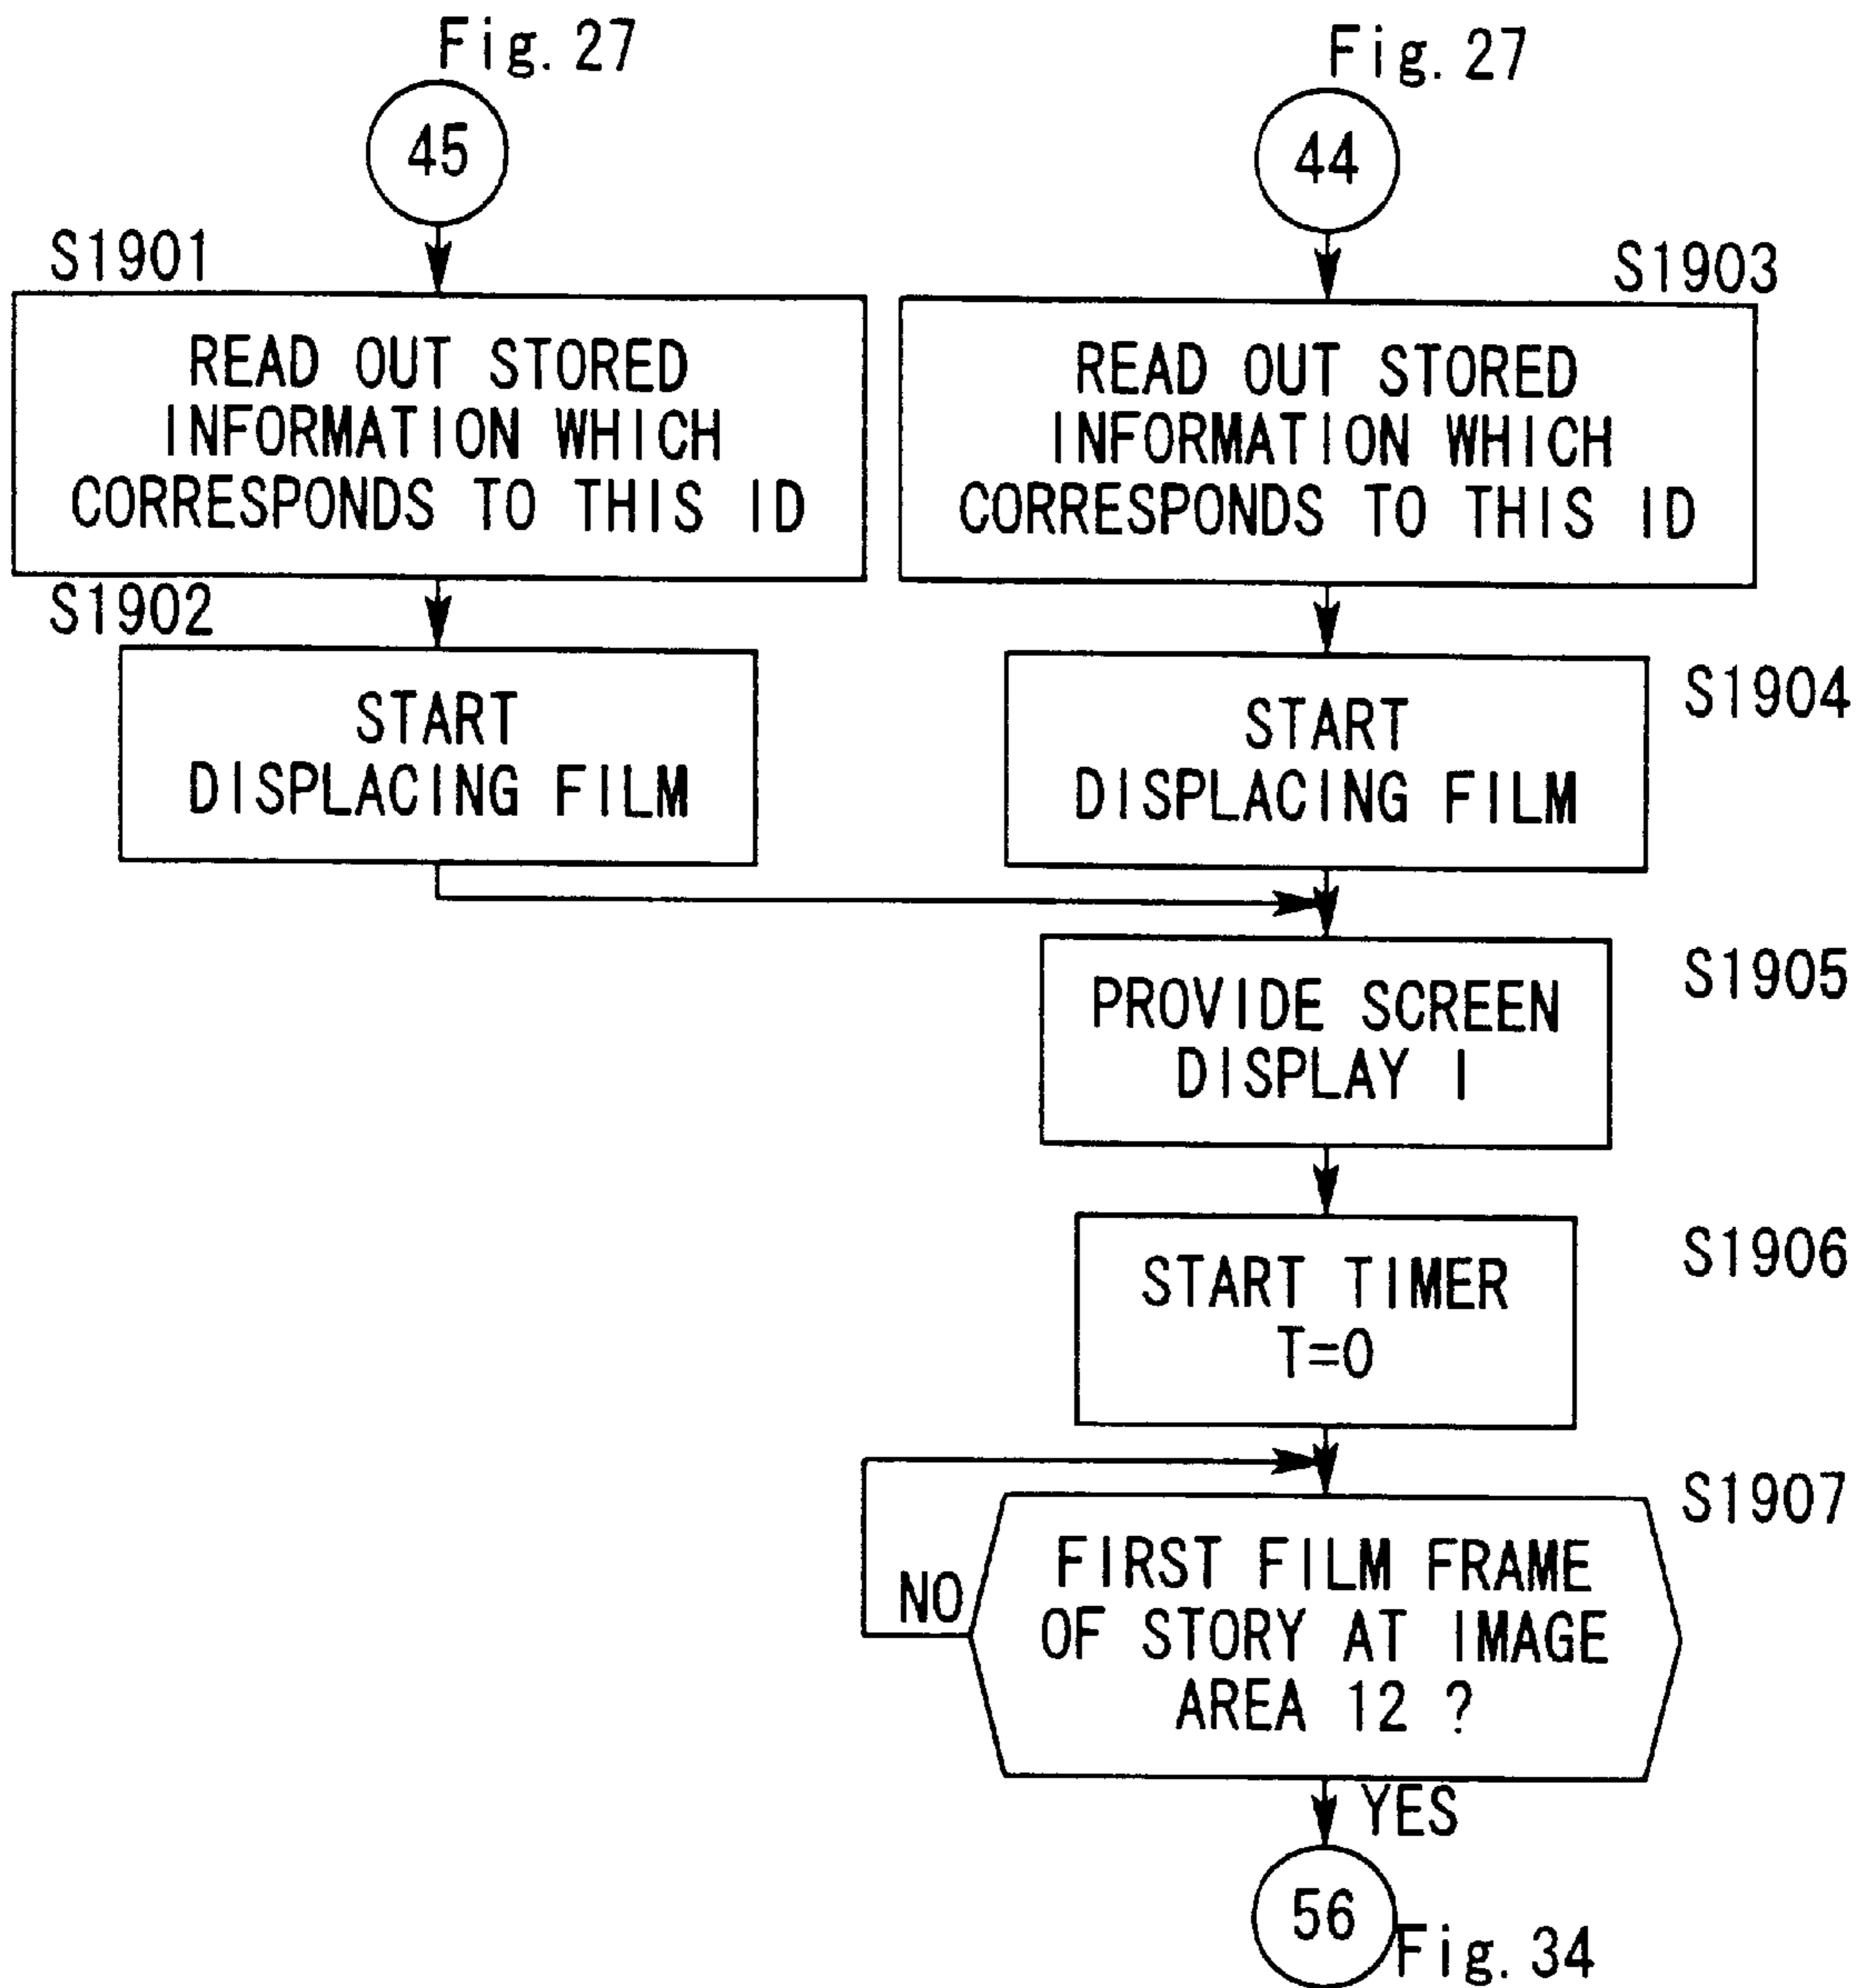 Fig. 27
45
S1901
READ OUT STORED
INFORMATION WHICH
CORRESPONDS TO THIS ID
S1902
START
DISPLACING FILM
Fig. 27
44
S1903
READ OUT STORED
INFORMATION WHICH
CORRESPONDS TO THIS ID
START
DISPLACING FILM
S1904
PROVIDE SCREEN
DISPLAY I
S1905
START TIMER
T=0
S1906
S1907
NO
FIRST FILM FRAME
OF STORY AT IMAGE
AREA 12 ?
YES
56
Fig. 34